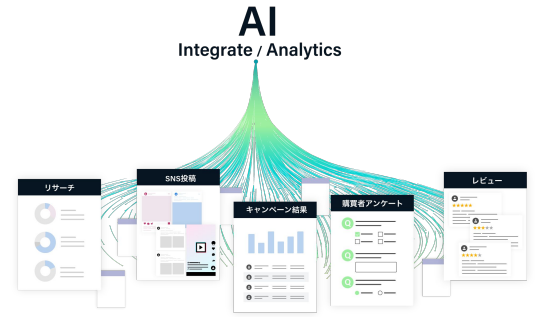 AI
Integrate / Analytics
リサーチ
SNS投稿
キャンペーン結果
購買者アンケート
レビュー
Q
Q
Q